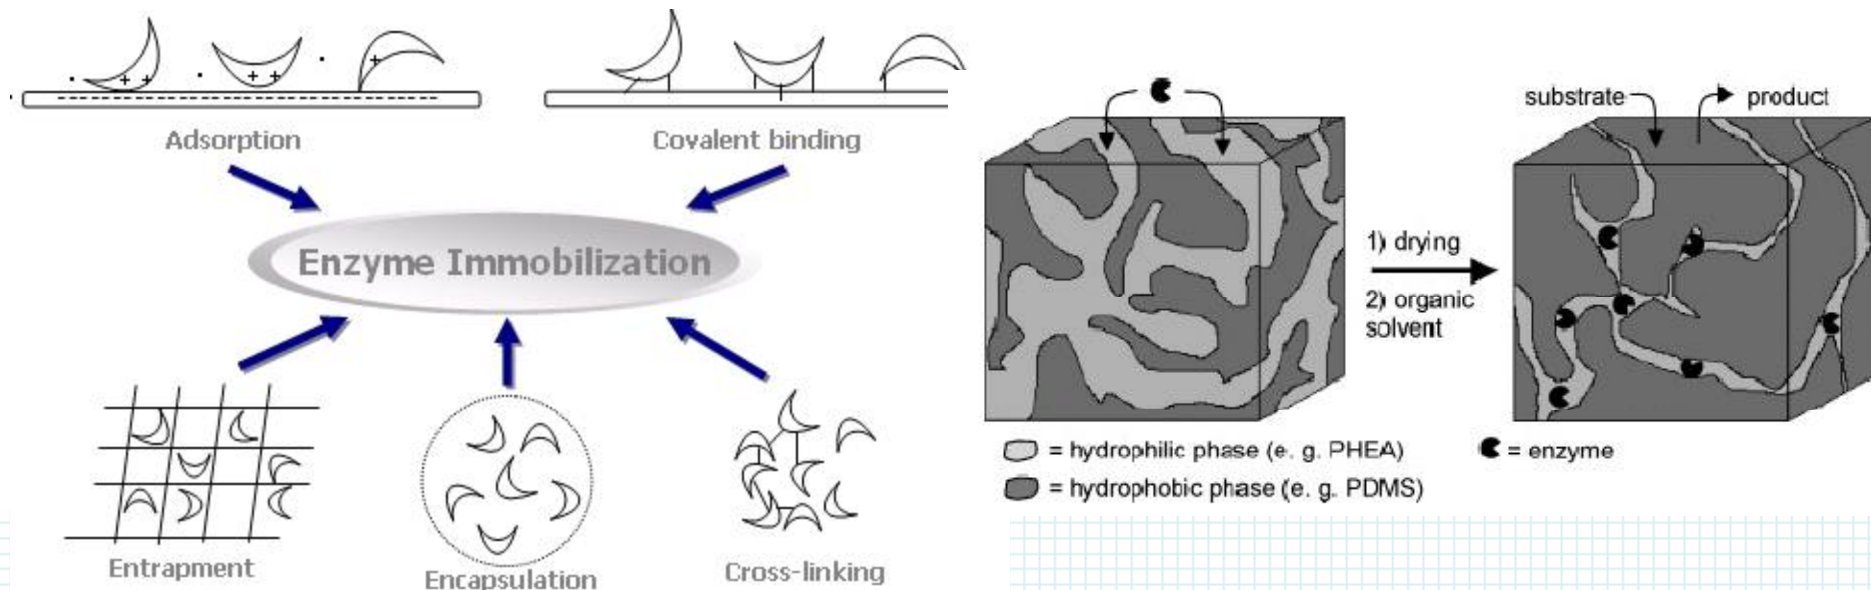 Adsorption
Covalent binding
Enzyme Immobilization
Entrapment
Encapsulation
Cross-linking
substrate
product
1) drying
2) organic
solvent
= hydrophilic phase (e. g. PHEA)
= hydrophobic phase (e. g. PDMS)
= enzyme